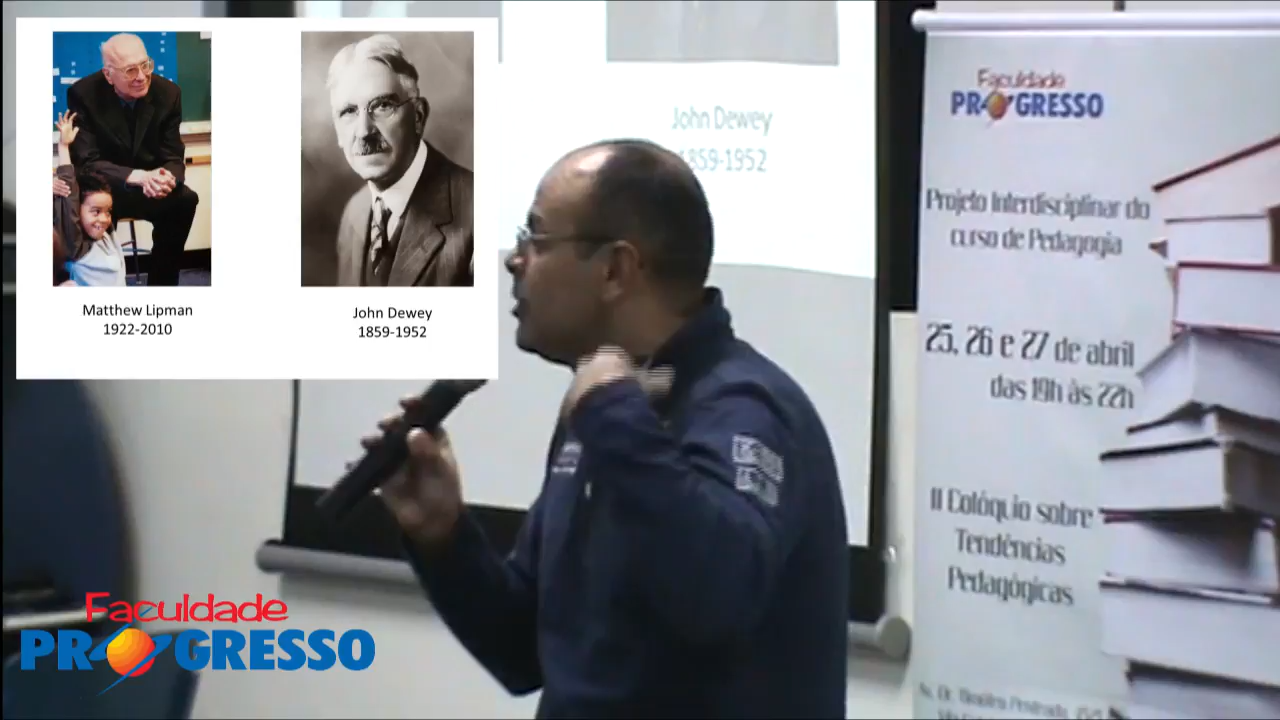 Matthew Lipman
1922-2010
John Dewey
1859-1952
John Dewey
1859-1952
Faculdade
PROGRESSO
Projeto Interdisciplinar do
curso de Pedagogia
25, 26 e 27 de abril
das 19h às 22h
II Colóquio sobre
Tendências
Pedagógicas
Faculdade
PROGRESSO